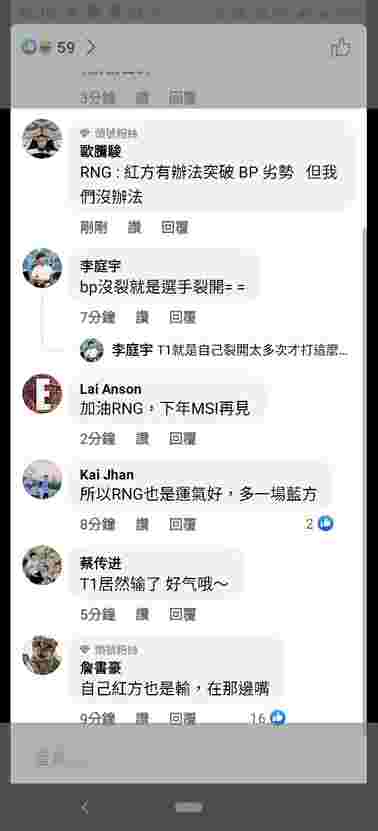 59
3分鐘 讚 回覆
頭號粉絲
歐騰駿
RNG : 紅方有辦法突破 BP 劣勢 但我
們沒辦法
剛剛 讚 回覆
李庭宇
bp沒裂就是選手裂開= =
7分鐘 讚 回覆
李庭宇 T1就是自己裂開太多次才打這麼...
Lai Anson
加油RNG，下年MSI再見
2分鐘 讚 回覆
Kai Jhan
所以RNG也是運氣好，多一場藍方
8分鐘 讚 回覆 2
蔡传进
T1居然输了 好气哦～
5分鐘 讚 回覆
頭號粉絲
詹書豪
自己紅方也是輸，在那邊嘴
9分鐘 讚 回覆 16